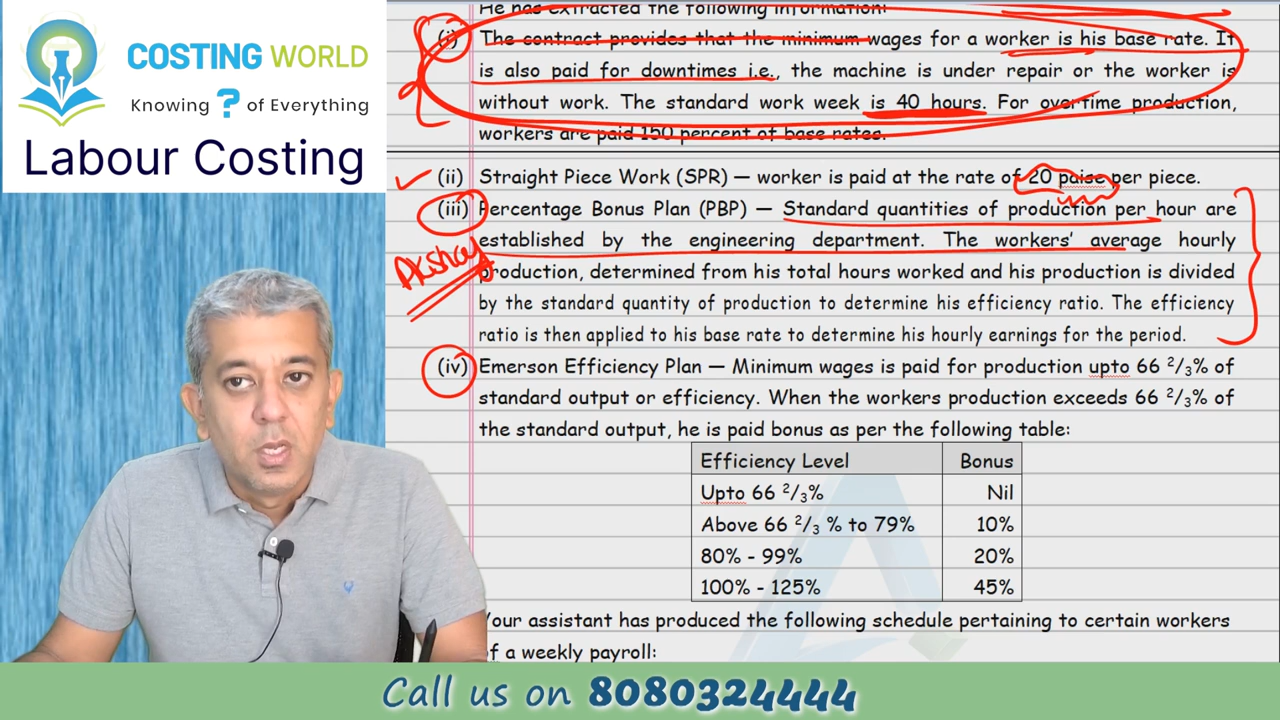 COSTING WORLD
Knowing ? of Everything
Labour Costing
He has extracted the following information:
(i) The contract provides that the minimum wages for a worker is his base rate. It
is also paid for downtimes i.e., the machine is under repair or the worker is
without work. The standard work week is 40 hours. For overtime production,
workers are paid 150 percent of base rates.
(ii) Straight Piece Work (SPR) — worker is paid at the rate of 20 paise per piece.
(iii) Percentage Bonus Plan (PBP) — Standard quantities of production per hour are
established by the engineering department. The workers' average hourly
production, determined from his total hours worked and his production is divided
by the standard quantity of production to determine his efficiency ratio. The efficiency
ratio is then applied to his base rate to determine his hourly earnings for the period.
Akshay
(iv) Emerson Efficiency Plan — Minimum wages is paid for production upto 66 2/3% of
standard output or efficiency. When the workers production exceeds 66 2/3% of
the standard output, he is paid bonus as per the following table:
Efficiency Level Bonus
Upto 66 2/3% Nil
Above 66 2/3 % to 79% 10%
80% - 99% 20%
100% - 125% 45%
Your assistant has produced the following schedule pertaining to certain workers
of a weekly payroll:
Call us on 8080324444